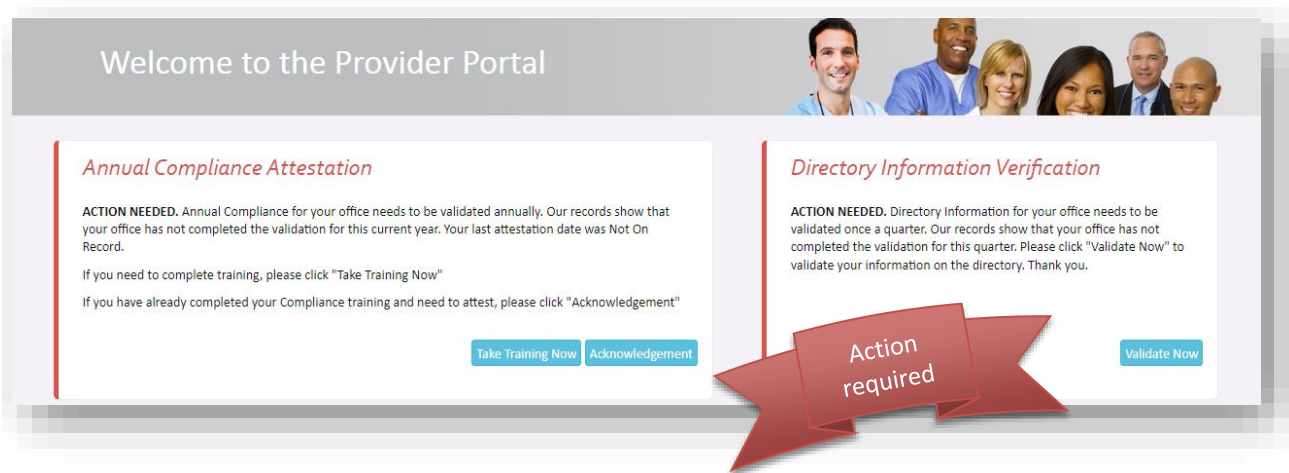 Welcome to the Provider Portal
Annual Compliance Attestation
ACTION NEEDED. Annual Compliance for your office needs to be validated annually. Our records show that
your office has not completed the validation for this current year. Your last attestation date was Not On
Record.
If you need to complete training, please click "Take Training Now"
If you have already completed your Compliance training and need to attest, please click "Acknowledgement"
Take Training Now Acknowledgement
Directory Information Verification
ACTION NEEDED. Directory Information for your office needs to be
validated once a quarter. Our records show that your office has not
completed the validation for this quarter. Please click "Validate Now" to
validate your information on the directory. Thank you.
Validate Now
Action
required